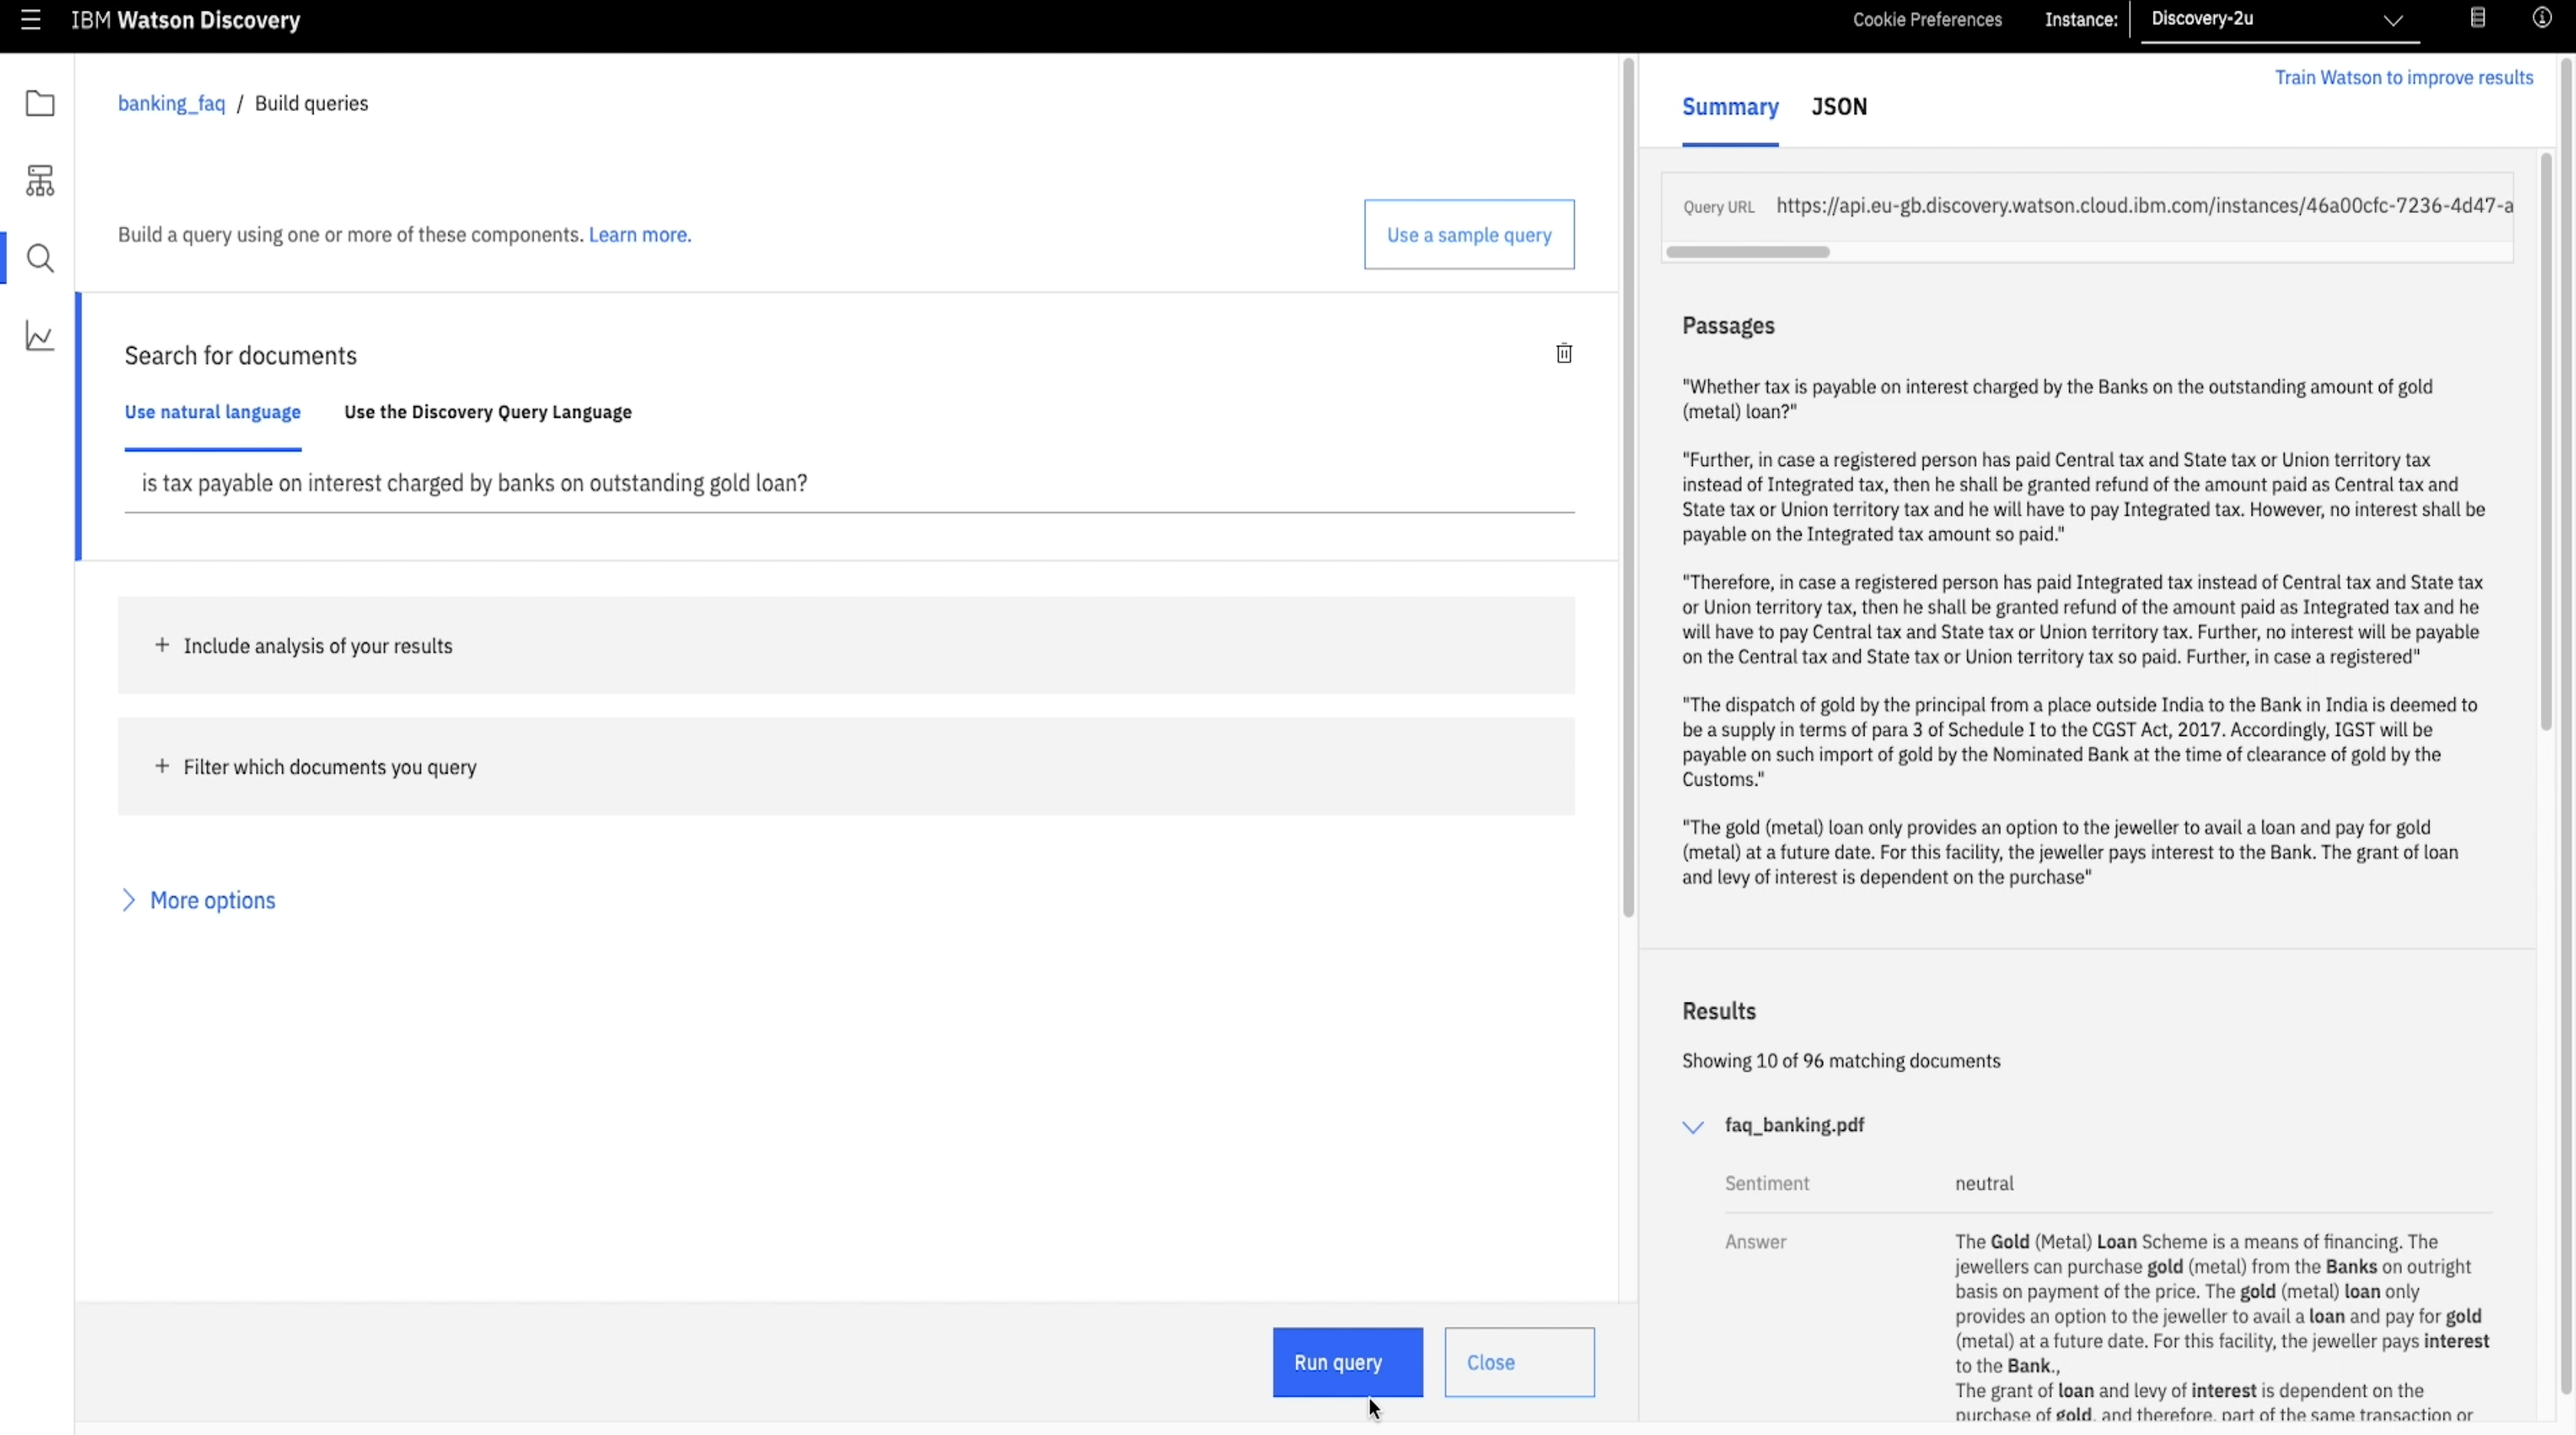 IBM Watson Discovery
Cookie Preferences
Instance:
Discovery-2u
banking_faq / Build queries
Build a query using one or more of these components. Learn more.
Use a sample query
Search for documents
Use natural language
Use the Discovery Query Language
is tax payable on interest charged by banks on outstanding gold loan?
+ Include analysis of your results
+ Filter which documents you query
More options
Run query
Close
Train Watson to improve results
Summary
JSON
Query URL
https://api.eu-gb.discovery.watson.cloud.ibm.com/instances/46a00cfc-7236-4d47-a
Passages
"Whether tax is payable on interest charged by the Banks on the outstanding amount of gold
(metal) loan?"
"Further, in case a registered person has paid Central tax and State tax or Union territory tax
instead of Integrated tax, then he shall be granted refund of the amount paid as Central tax and
State tax or Union territory tax and he will have to pay Integrated tax. However, no interest shall be
payable on the Integrated tax amount so paid."
"Therefore, in case a registered person has paid Integrated tax instead of Central tax and State tax
or Union territory tax, then he shall be granted refund of the amount paid as Integrated tax and he
will have to pay Central tax and State tax or Union territory tax. Further, no interest will be payable
on the Central tax and State tax or Union territory tax so paid. Further, in case a registered"
"The dispatch of gold by the principal from a place outside India to the Bank in India is deemed to
be a supply in terms of para 3 of Schedule I to the CGST Act, 2017. Accordingly, IGST will be
payable on such import of gold by the Nominated Bank at the time of clearance of gold by the
Customs."
"The gold (metal) loan only provides an option to the jeweller to avail a loan and pay for gold
(metal) at a future date. For this facility, the jeweller pays interest to the Bank. The grant of loan
and levy of interest is dependent on the purchase"
Results
Showing 10 of 96 matching documents
faq_banking.pdf
Sentiment
neutral
Answer
The Gold (Metal) Loan Scheme is a means of financing. The
jewellers can purchase gold (metal) from the Banks on outright
basis on payment of the price. The gold (metal) loan only
provides an option to the jeweller to avail a loan and pay for gold
(metal) at a future date. For this facility, the jeweller pays interest
to the Bank.,
The grant of loan and levy of interest is dependent on the
purchase of gold, and therefore, part of the same transaction or